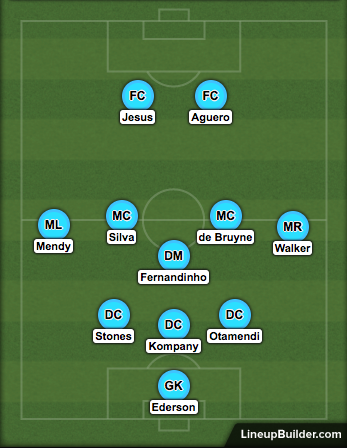 FC
FC
Jesus
Aguero
MC
MC
ML
MR
Silva
de Bruyne
Mendy
Walker
DM
Fernandinho
DC
DC
DC
Stones
Otamendi
Kompany
GK
Ederson
LineupBuilder.com